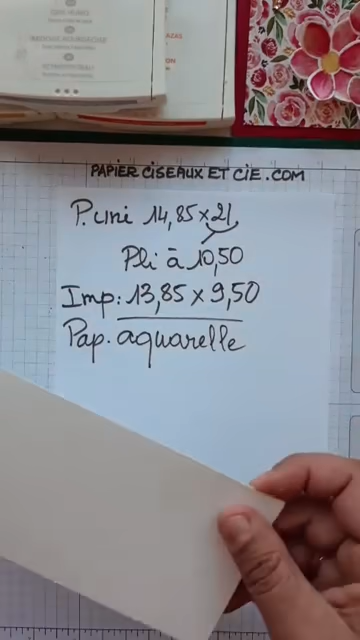 PAPIER CISEAUX ET CIE.COM
P. uni 14,85 x 21,
Pli à 10,50
Imp: 13,85 x 9,50
Pap. aquarelle